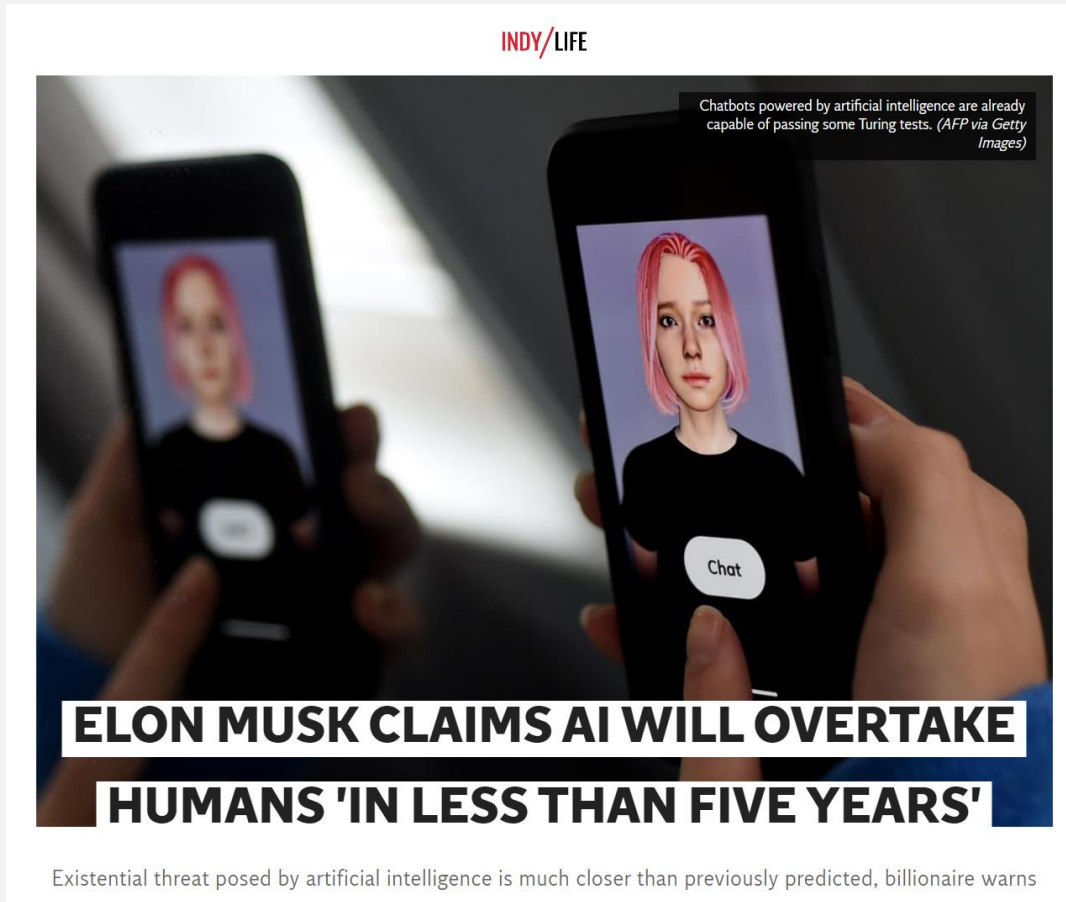 INDY/LIFE
Chatbots powered by artificial intelligence are already
capable of passing some Turing tests. (AFP via Getty
Images)
Chat
ELON MUSK CLAIMS AI WILL OVERTAKE
HUMANS 'IN LESS THAN FIVE YEARS'
Existential threat posed by artificial intelligence is much closer than previously predicted, billionaire warns